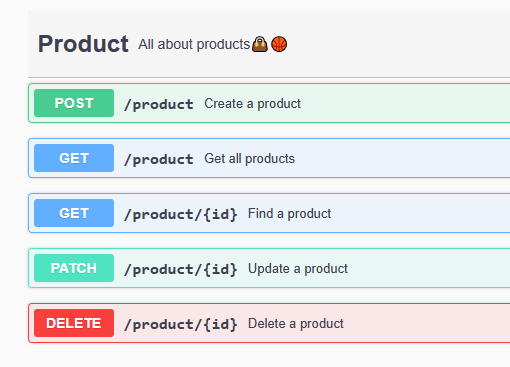 Product All about products👜🏀
POST /product Create a product
GET /product Get all products
GET /product/{id} Find a product
PATCH /product/{id} Update a product
DELETE /product/{id} Delete a product